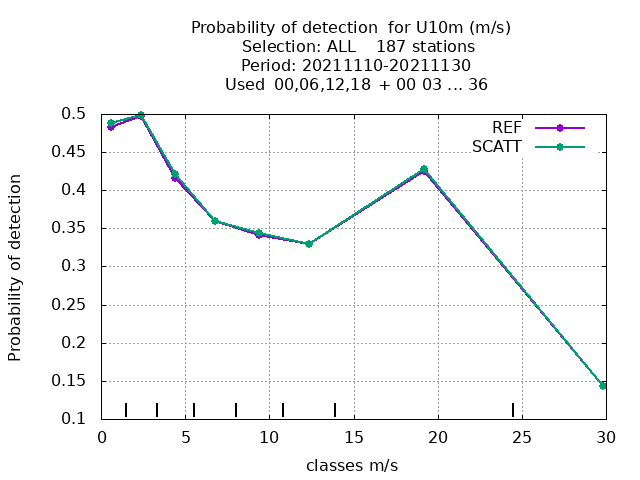 Probability of detection  for U10m (m/s)
Selection: ALL    187 stations
Period: 20211110-20211130
Used  00,06,12,18  + 00 03 ... 36
REF
SCATT
0.5
0.45
0.4
0.35
0.3
0.25
0.2
0.15
0.1
Probability of detection
0 5 10 15 20 25 30
classes m/s